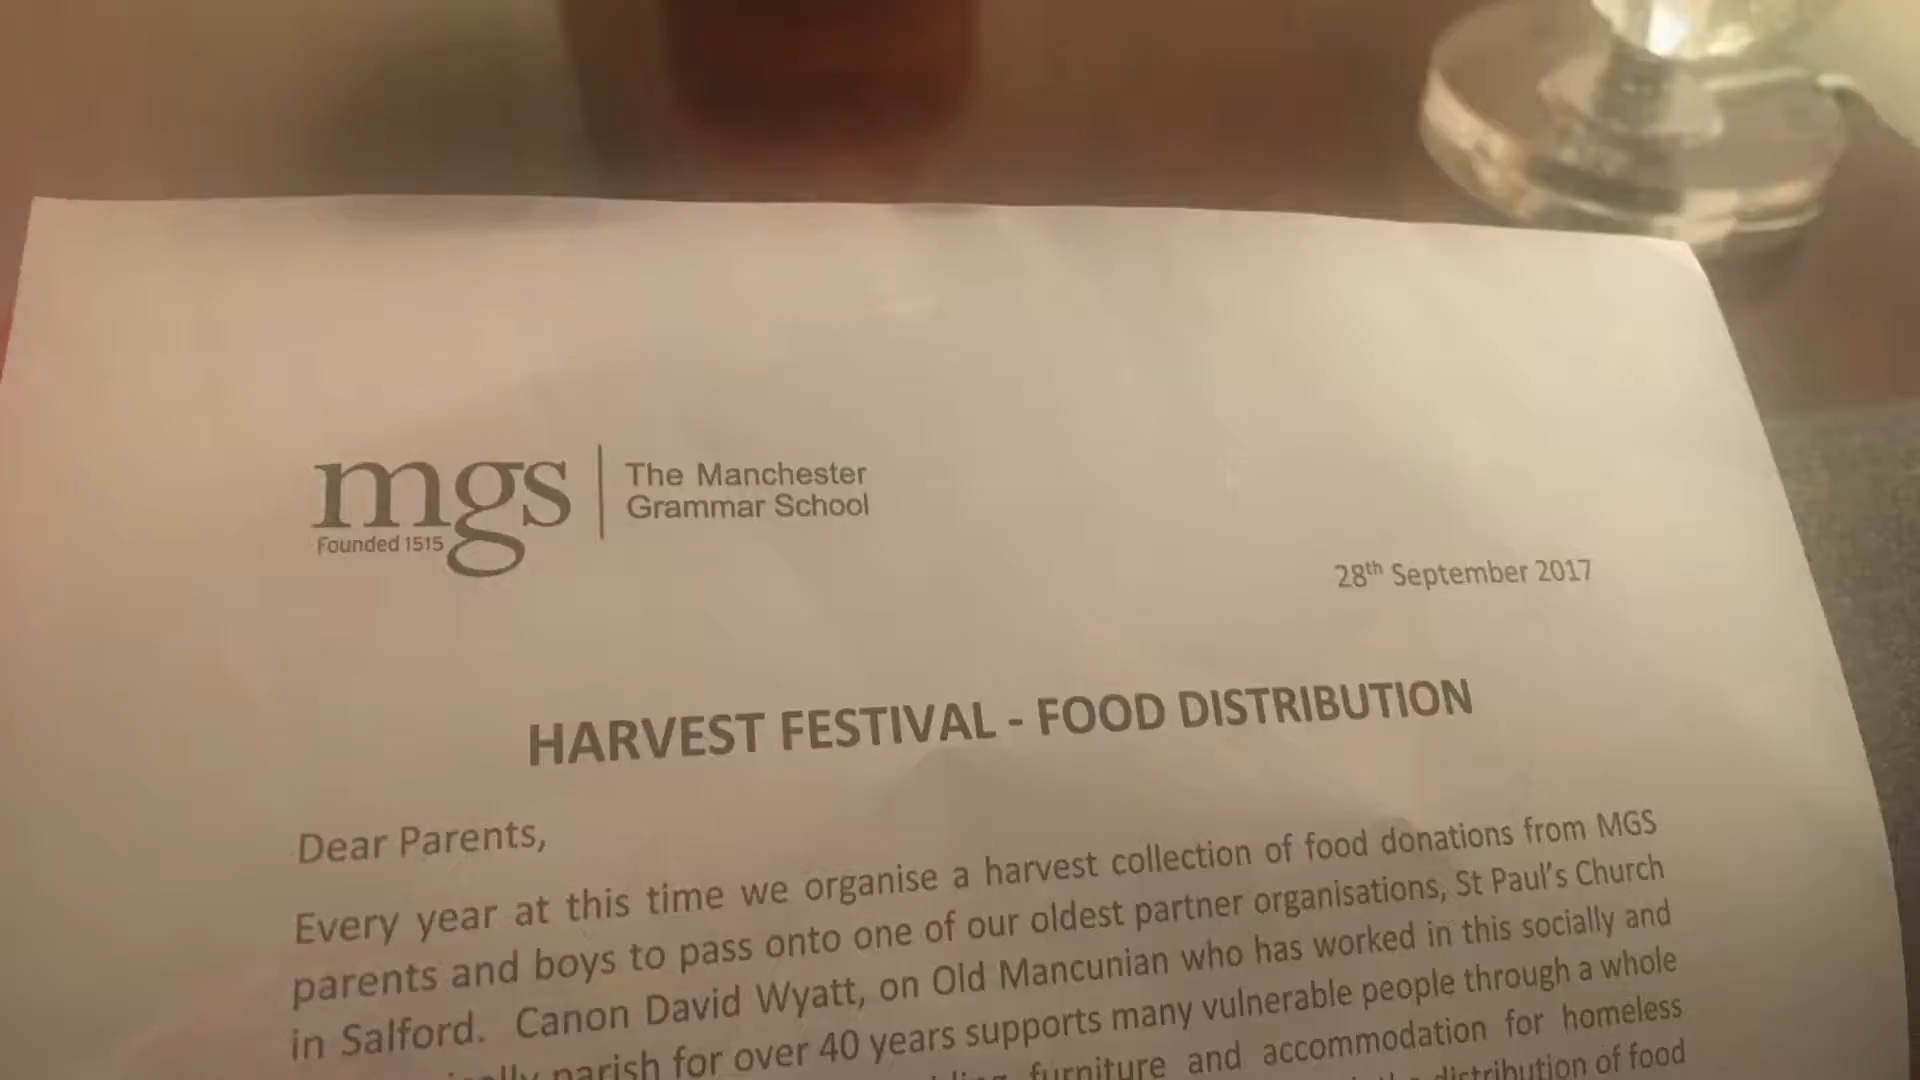 mgs
Founded 1515
The Manchester
Grammar School
28th September 2017
HARVEST FESTIVAL - FOOD DISTRIBUTION
Dear Parents,
Every year at this time we organise a harvest collection of food donations from MGS
parents and boys to pass onto one of our oldest partner organisations, St Paul's Church
in Salford. Canon David Wyatt, on Old Mancunian who has worked in this socially and
parish for over 40 years supports many vulnerable people through a whole
furniture and accommodation for homeless
distribution of food